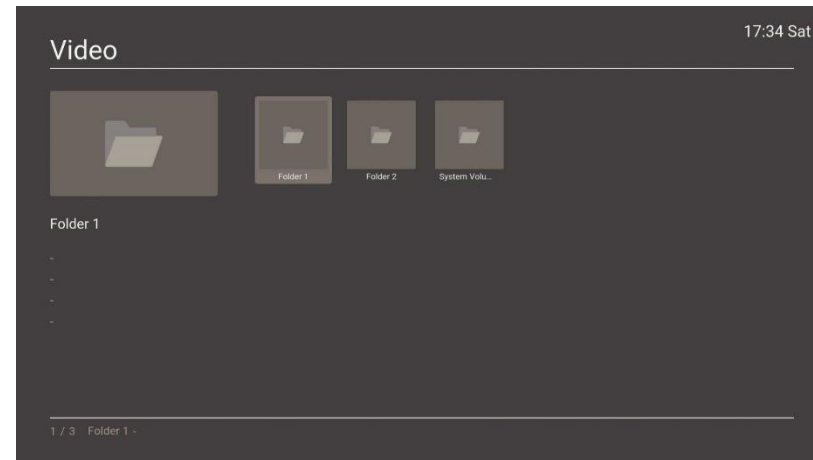 17:34 Sat
Video
Folder 1
Folder 2
System Volu...
Folder 1
-
-
-
-
1 / 3 Folder 1 -